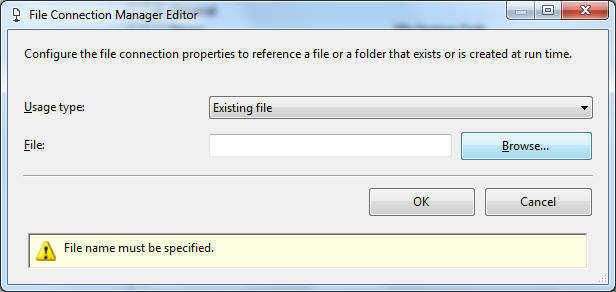 File Connection Manager Editor
Configure the file connection properties to reference a file or a folder that exists or is created at run time.
Usage type:
Existing file
File:
Browse...
OK
Cancel
File name must be specified.